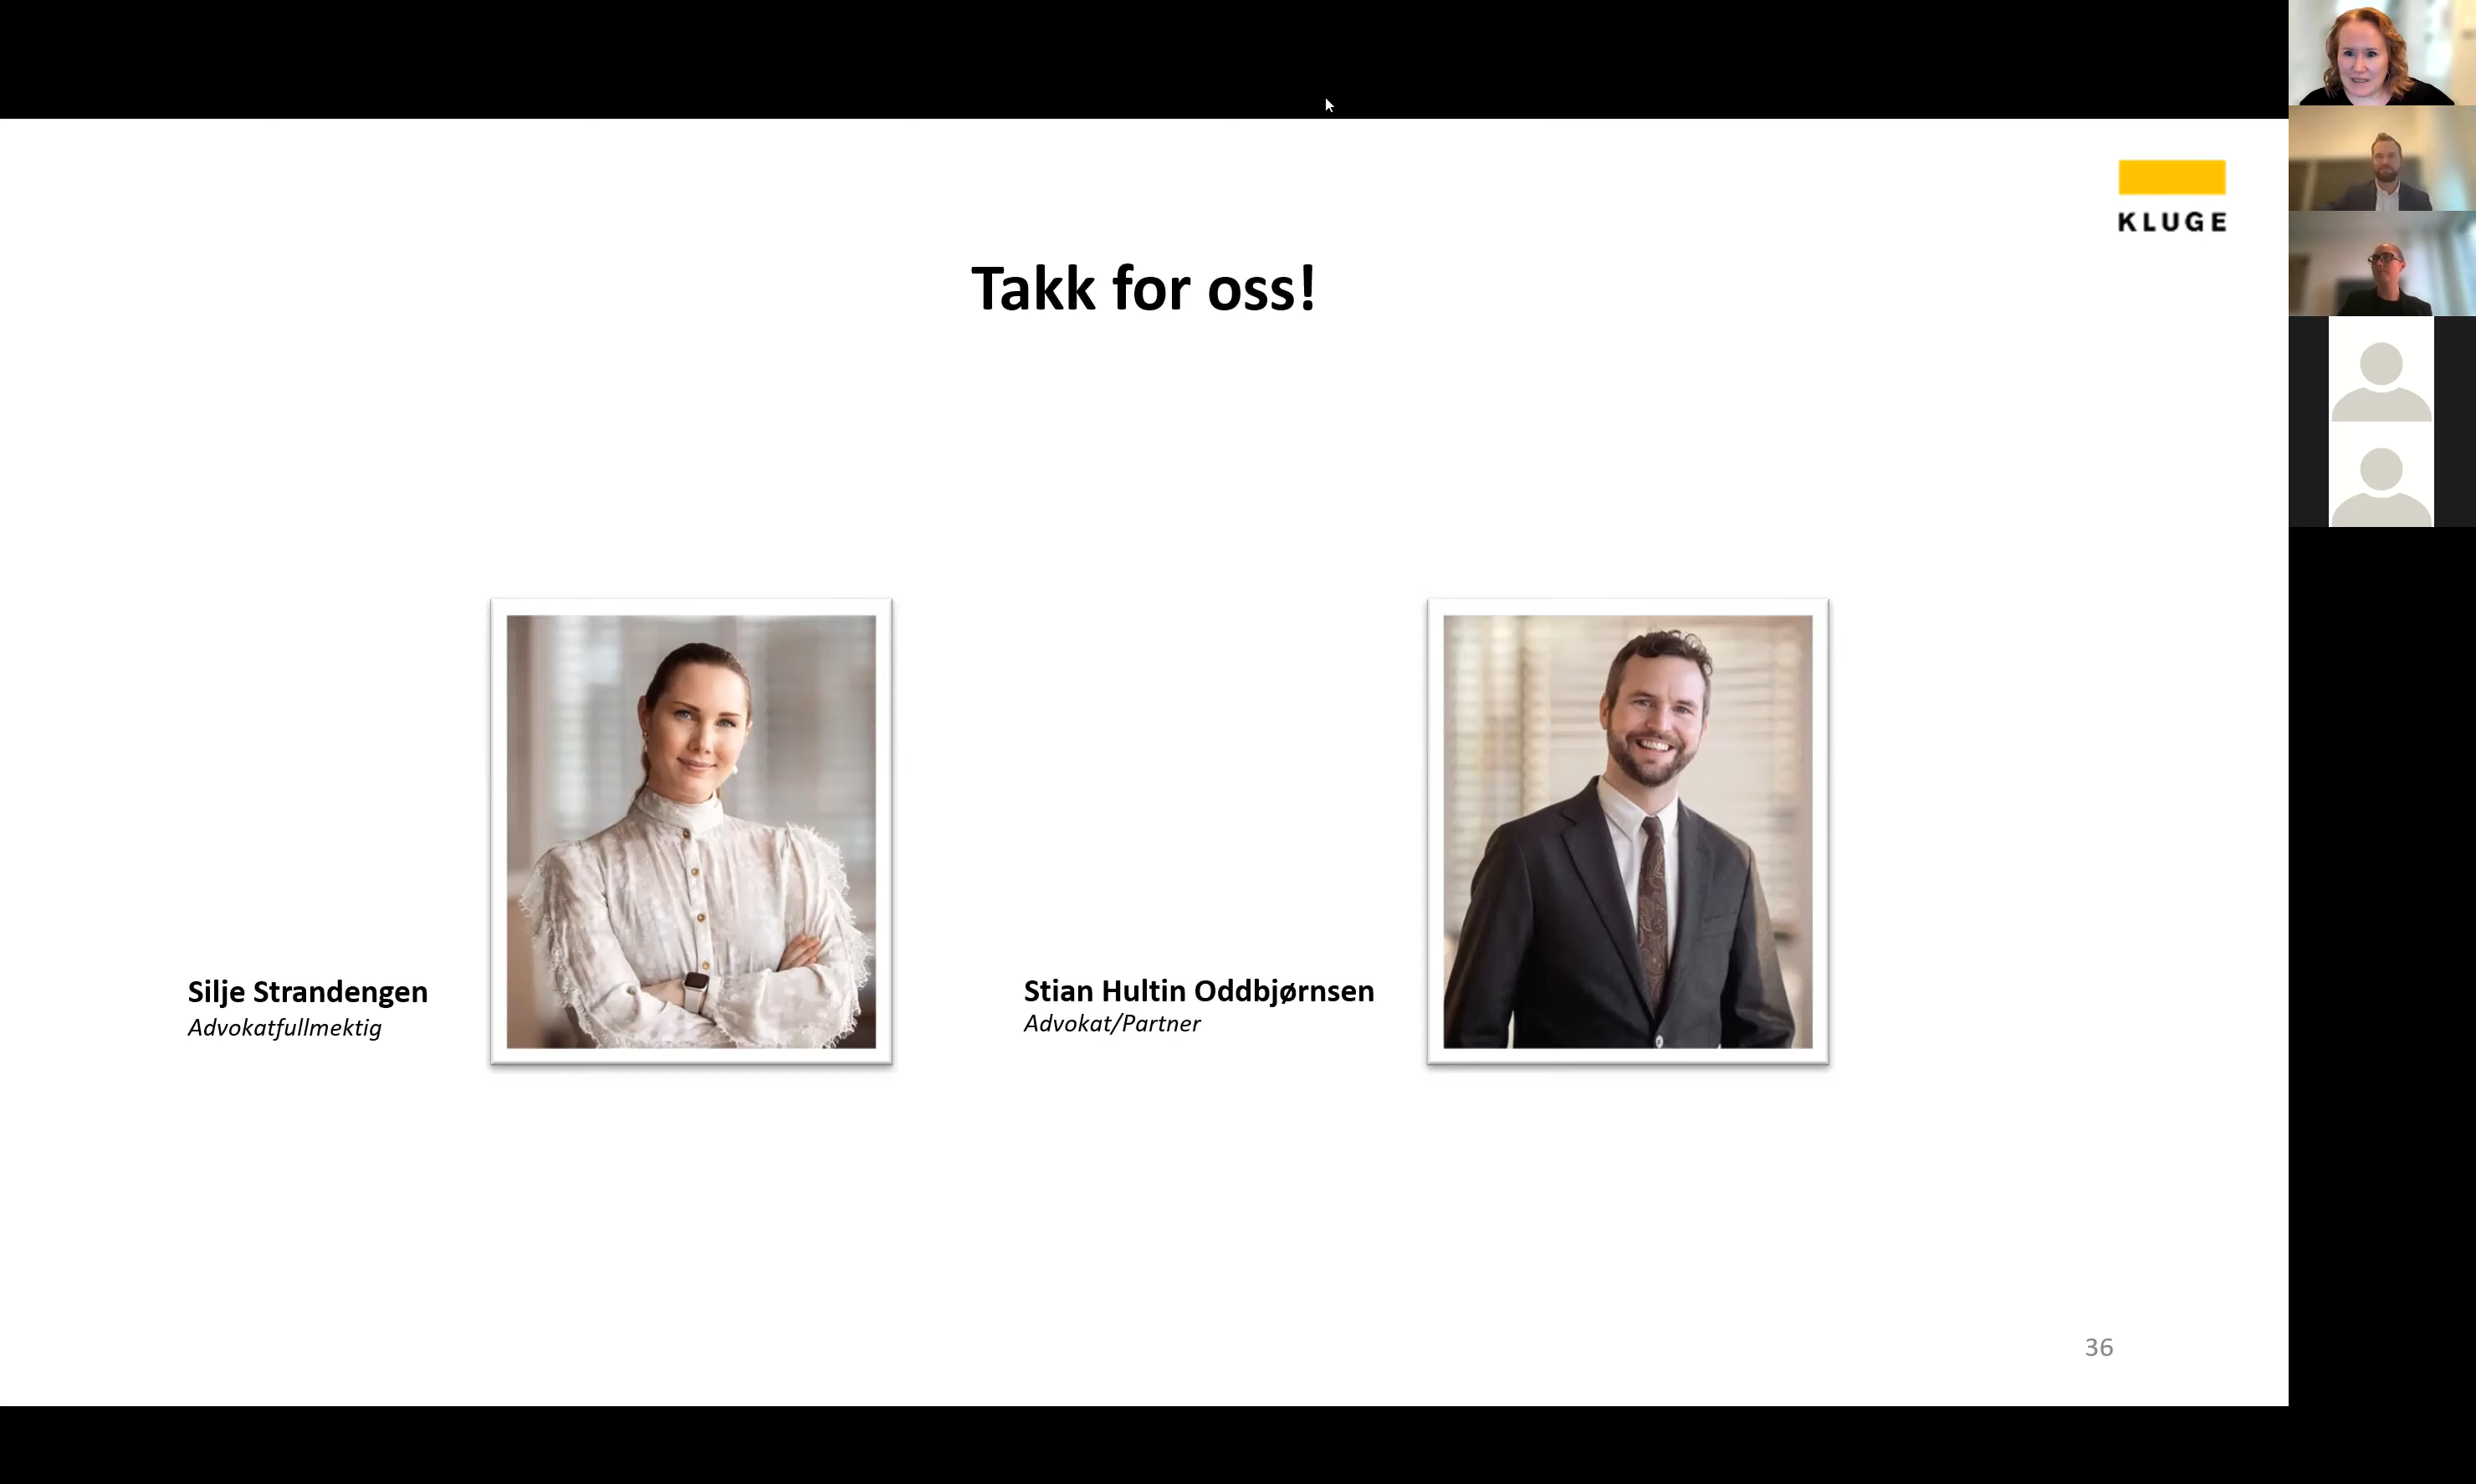 KLUGE
Takk for oss!
Silje Strandengen
Advokatfullmektig
Stian Hultin Oddbjørnsen
Advokat/Partner
36